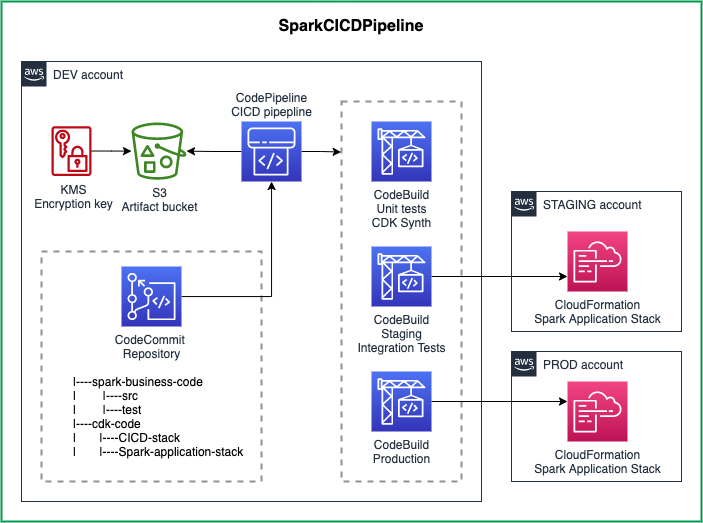 SparkCICDPipeline
aws
DEV account
CodePipeline
CICD pipepline
KMS
Encryption key
S3
Artifact bucket
CodeBuild
Unit tests
CDK Synth
CodeCommit
Repository
|----spark-business-code
|        |----src
|        |----test
|----cdk-code
|       |----CICD-stack
|       |----Spark-application-stack
CodeBuild
Staging
Integration Tests
CodeBuild
Production
aws
STAGING account
CloudFormation
Spark Application Stack
aws
PROD account
CloudFormation
Spark Application Stack